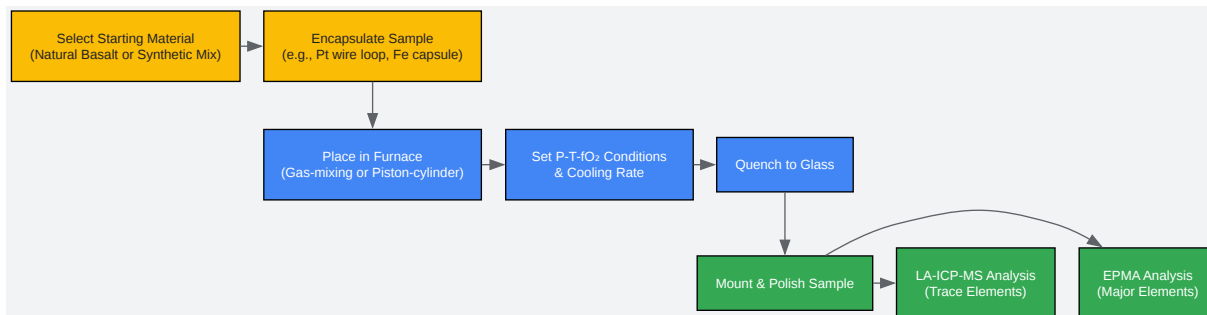 Select Starting Material
(Natural Basalt or Synthetic Mix)
Encapsulate Sample
(e.g., Pt wire loop, Fe capsule)
Place in Furnace
(Gas-mixing or Piston-cylinder)
Set P-T-fO₂ Conditions
& Cooling Rate
Quench to Glass
Mount & Polish Sample
LA-ICP-MS Analysis
(Trace Elements)
EPMA Analysis
(Major Elements)